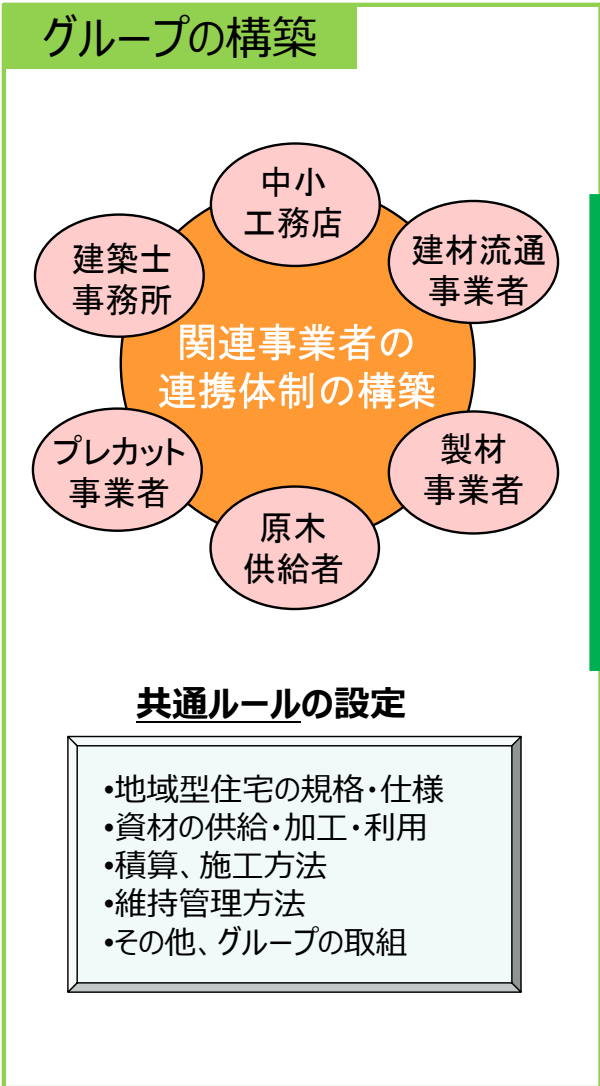 グループの構築
中小
工務店
建築士
事務所
建材流通
事業者
関連事業者の
連携体制の構築
プレカット
事業者
製材
事業者
原木
供給者
共通ルールの設定
•地域型住宅の規格・仕様
•資材の供給・加工・利用
•積算、施工方法
•維持管理方法
•その他、グループの取組